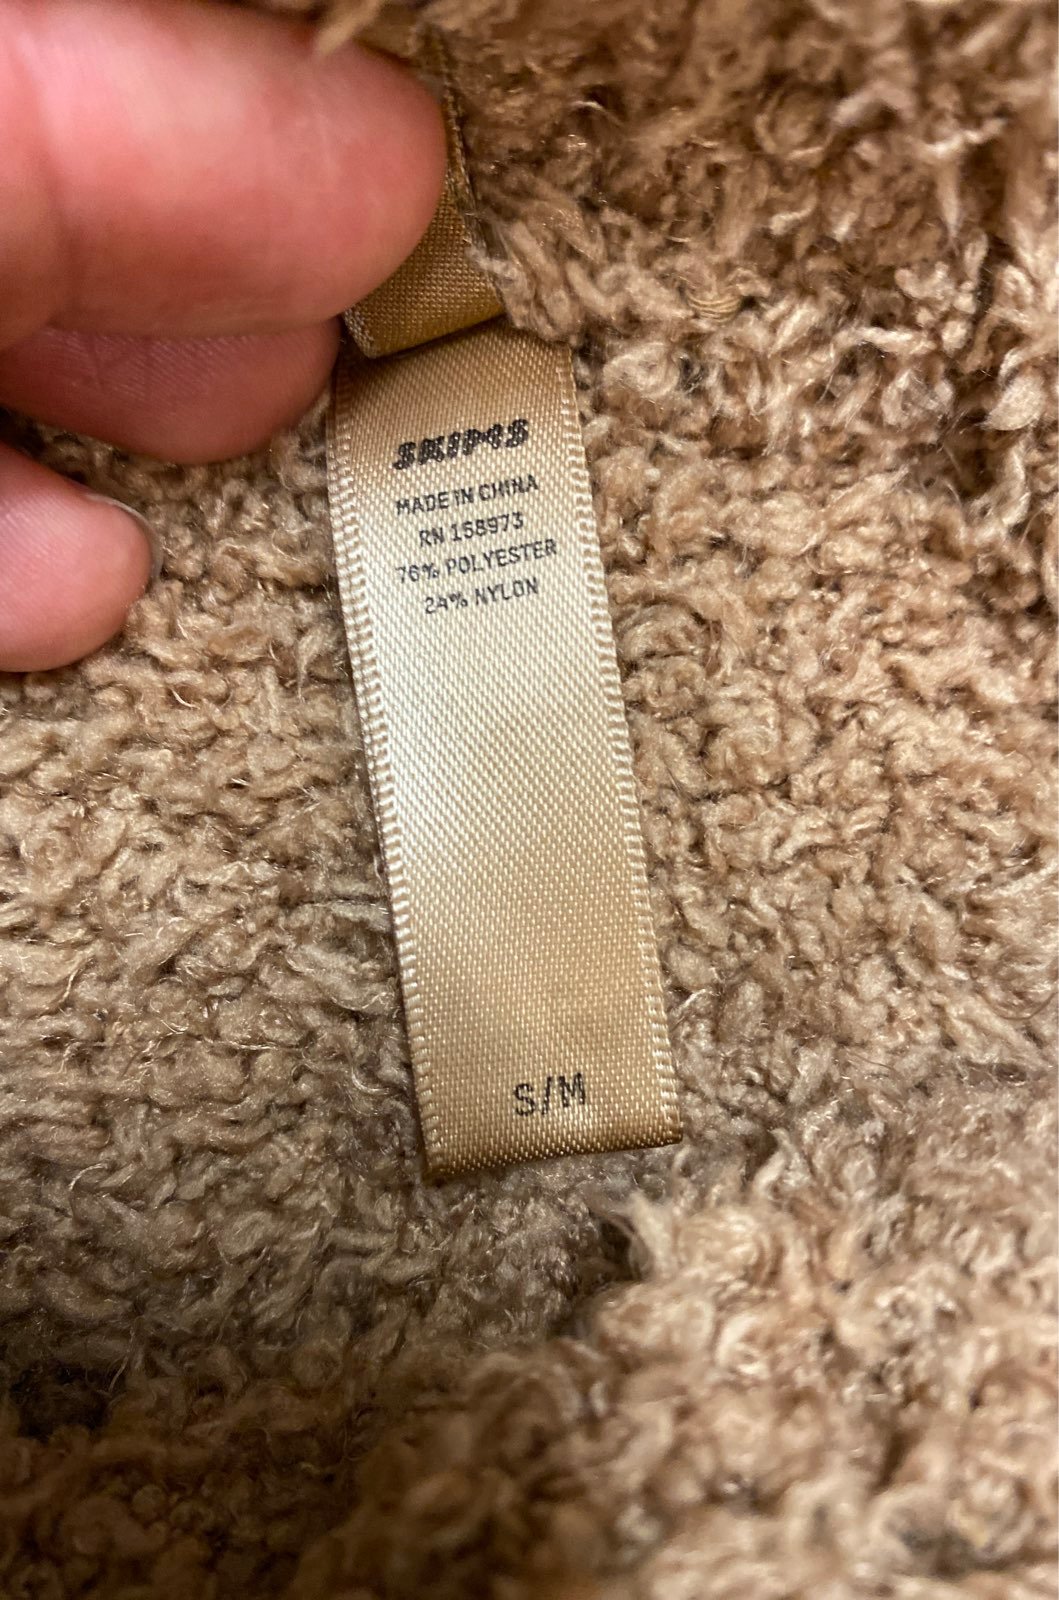 SKIMS
MADE IN CHINA
RN 158973
76% POLYESTER
24% NYLON
S/M